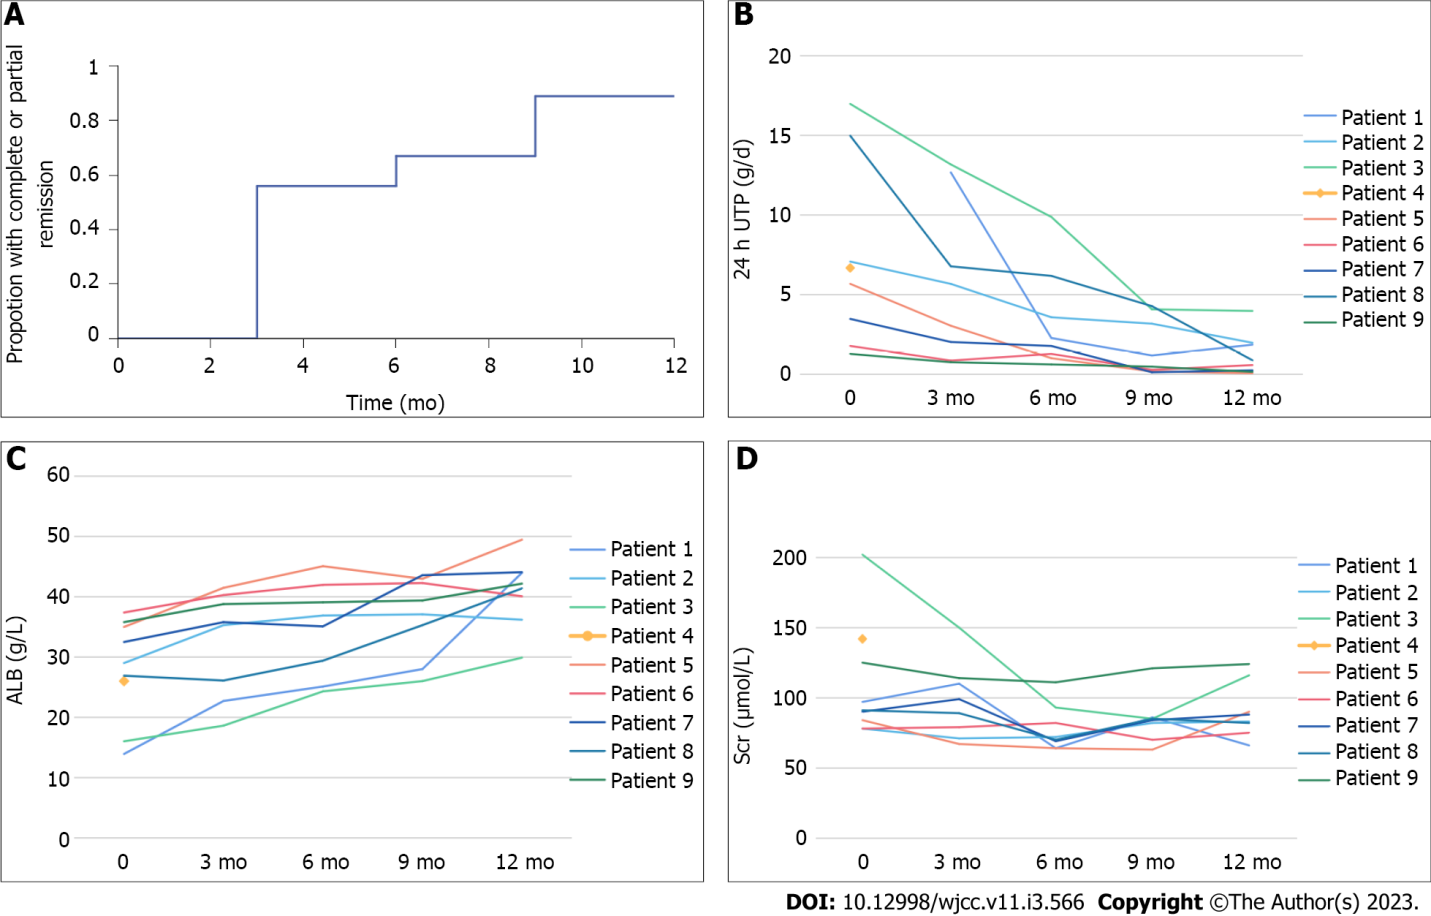 A
Propotion with complete or partial
remission
1
0.8
0.6
0.4
0.2
0
0 2 4 6 8 10 12
Time (mo)
B
24 h UTP (g/d)
20
15
10
5
0
0 3 mo 6 mo 9 mo 12 mo
Patient 1
Patient 2
Patient 3
Patient 4
Patient 5
Patient 6
Patient 7
Patient 8
Patient 9
C
ALB (g/L)
60
50
40
30
20
10
0
0 3 mo 6 mo 9 mo 12 mo
Patient 1
Patient 2
Patient 3
Patient 4
Patient 5
Patient 6
Patient 7
Patient 8
Patient 9
D
Scr (μmol/L)
200
150
100
50
0
0 3 mo 6 mo 9 mo 12 mo
Patient 1
Patient 2
Patient 3
Patient 4
Patient 5
Patient 6
Patient 7
Patient 8
Patient 9
DOI: 10.12998/wjcc.v11.i3.566 Copyright ©The Author(s) 2023.